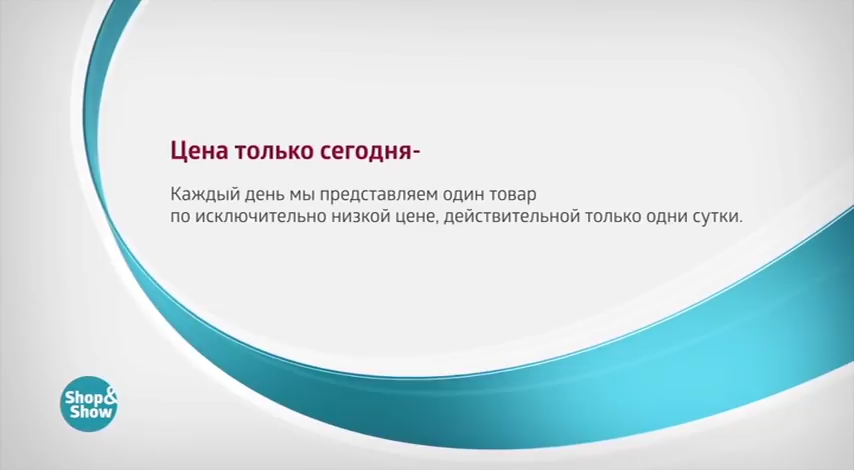 Цена только сегодня-
Каждый день мы представляем один товар
по исключительно низкой цене, действительной только одни сутки.
Shop&
Show